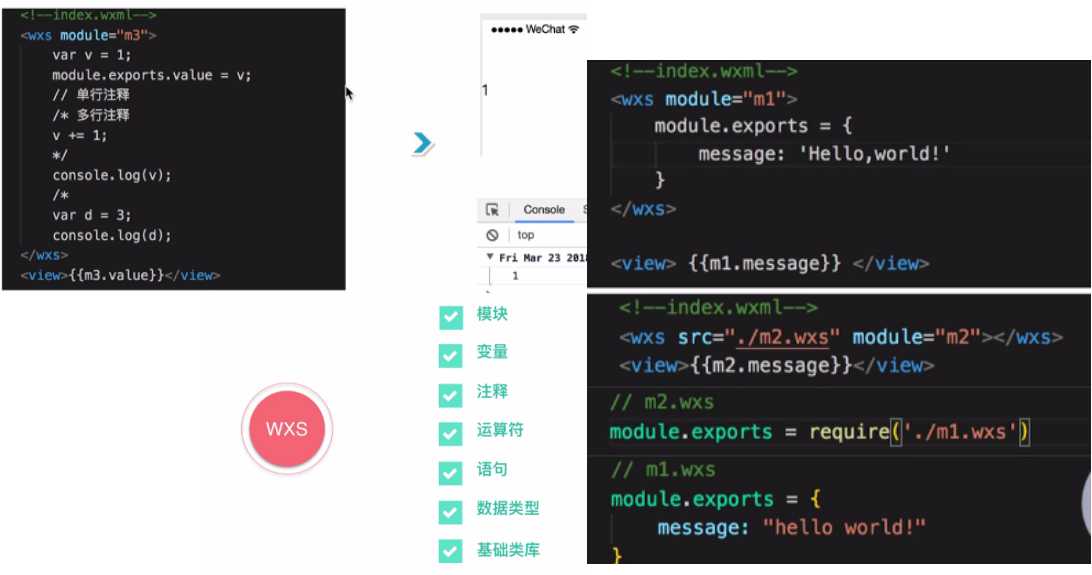 <!--index.wxml-->
<wxs module="m3">
var v = 1;
module.exports.value = v;
// 单行注释
/* 多行注释
v += 1;
*/
console.log(v);
/*
var d = 3;
console.log(d);
</wxs>
<view>{{m3.value}}</view>
WeChat
1
Console
top
Fri Mar 23 2018
1
WXS
模块
变量
注释
运算符
语句
数据类型
基础类库
<!--index.wxml-->
<wxs module="m1">
module.exports = {
message: 'Hello,world!'
}
</wxs>
<view> {{m1.message}} </view>
<!--index.wxml-->
<wxs src="./m2.wxs" module="m2"></wxs>
<view>{{m2.message}}</view>
// m2.wxs
module.exports = require('./m1.wxs')
// m1.wxs
module.exports = {
message: "hello world!"
}